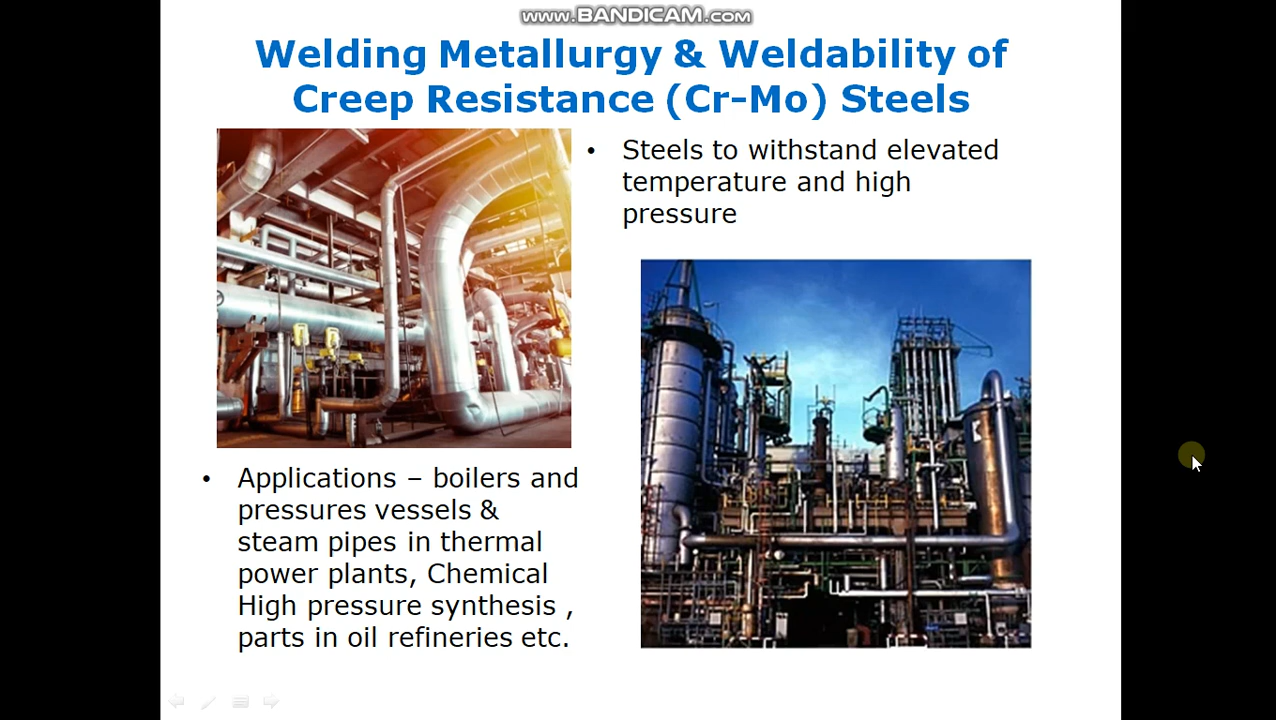 www.BANDICAM.com
Welding Metallurgy & Weldability of
Creep Resistance (Cr-Mo) Steels
• Steels to withstand elevated
temperature and high
pressure
• Applications – boilers and
pressures vessels &
steam pipes in thermal
power plants, Chemical
High pressure synthesis ,
parts in oil refineries etc.